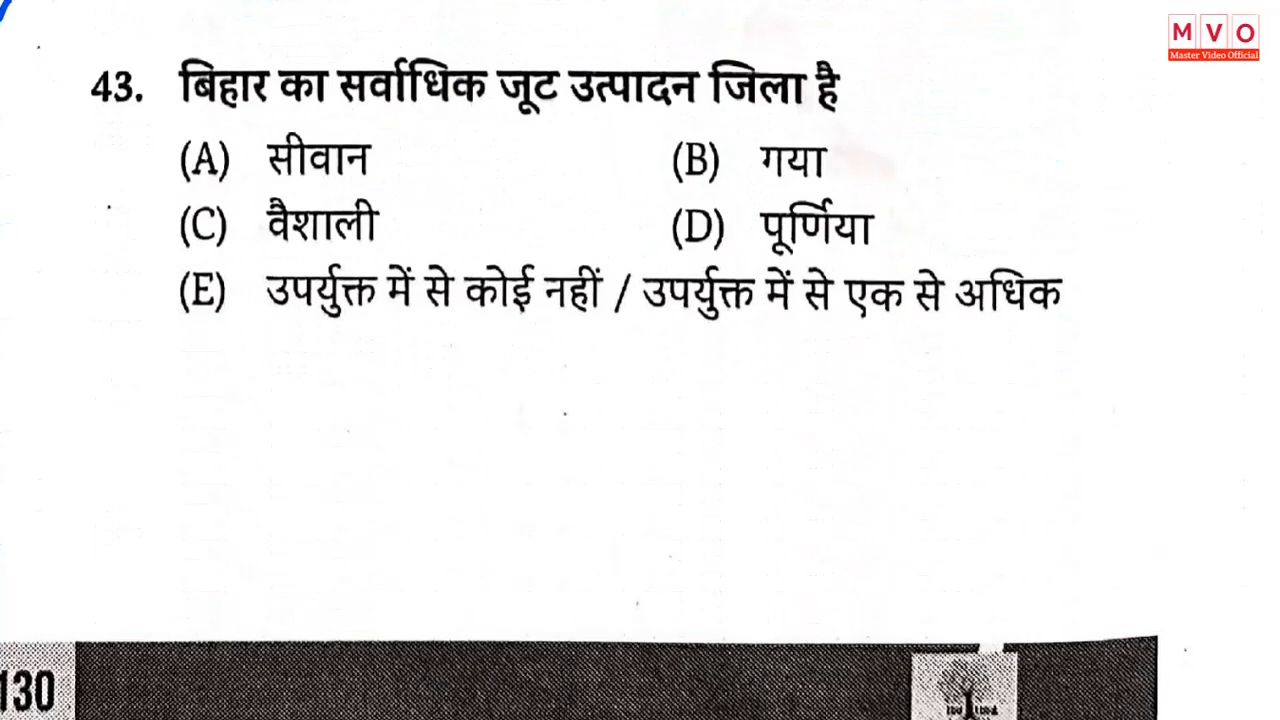 M V O
Master Video Official
43. बिहार का सर्वाधिक जूट उत्पादन जिला है
(A) सीवान (B) गया
(C) वैशाली (D) पूर्णिया
(E) उपर्युक्त में से कोई नहीं / उपर्युक्त में से एक से अधिक
130